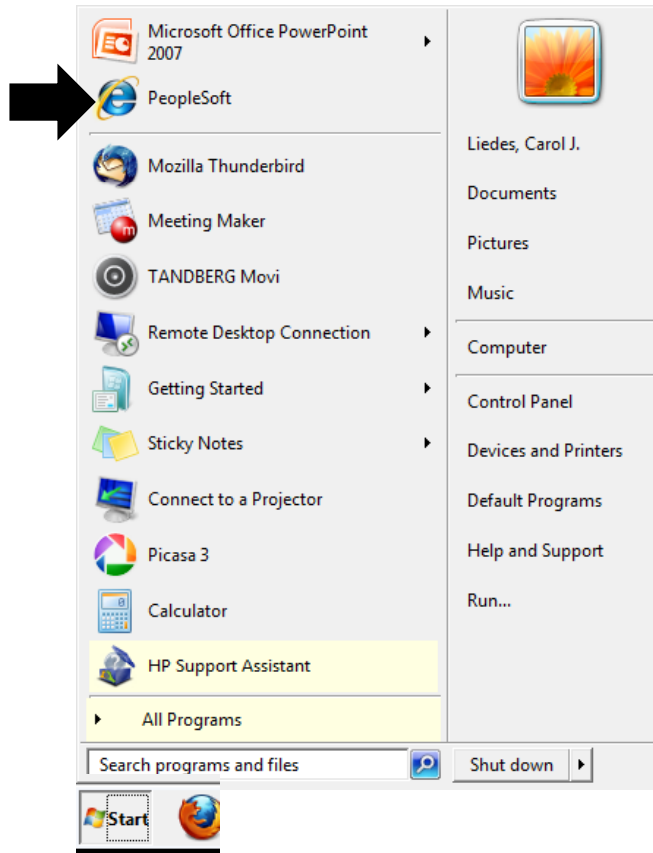 Microsoft Office PowerPoint
2007
PeopleSoft
Mozilla Thunderbird
Meeting Maker
TANDBERG Movi
Remote Desktop Connection
Getting Started
Sticky Notes
Connect to a Projector
Picasa 3
Calculator
HP Support Assistant
All Programs
Search programs and files
Liedes, Carol J.
Documents
Pictures
Music
Computer
Control Panel
Devices and Printers
Default Programs
Help and Support
Run...
Shut down
Start